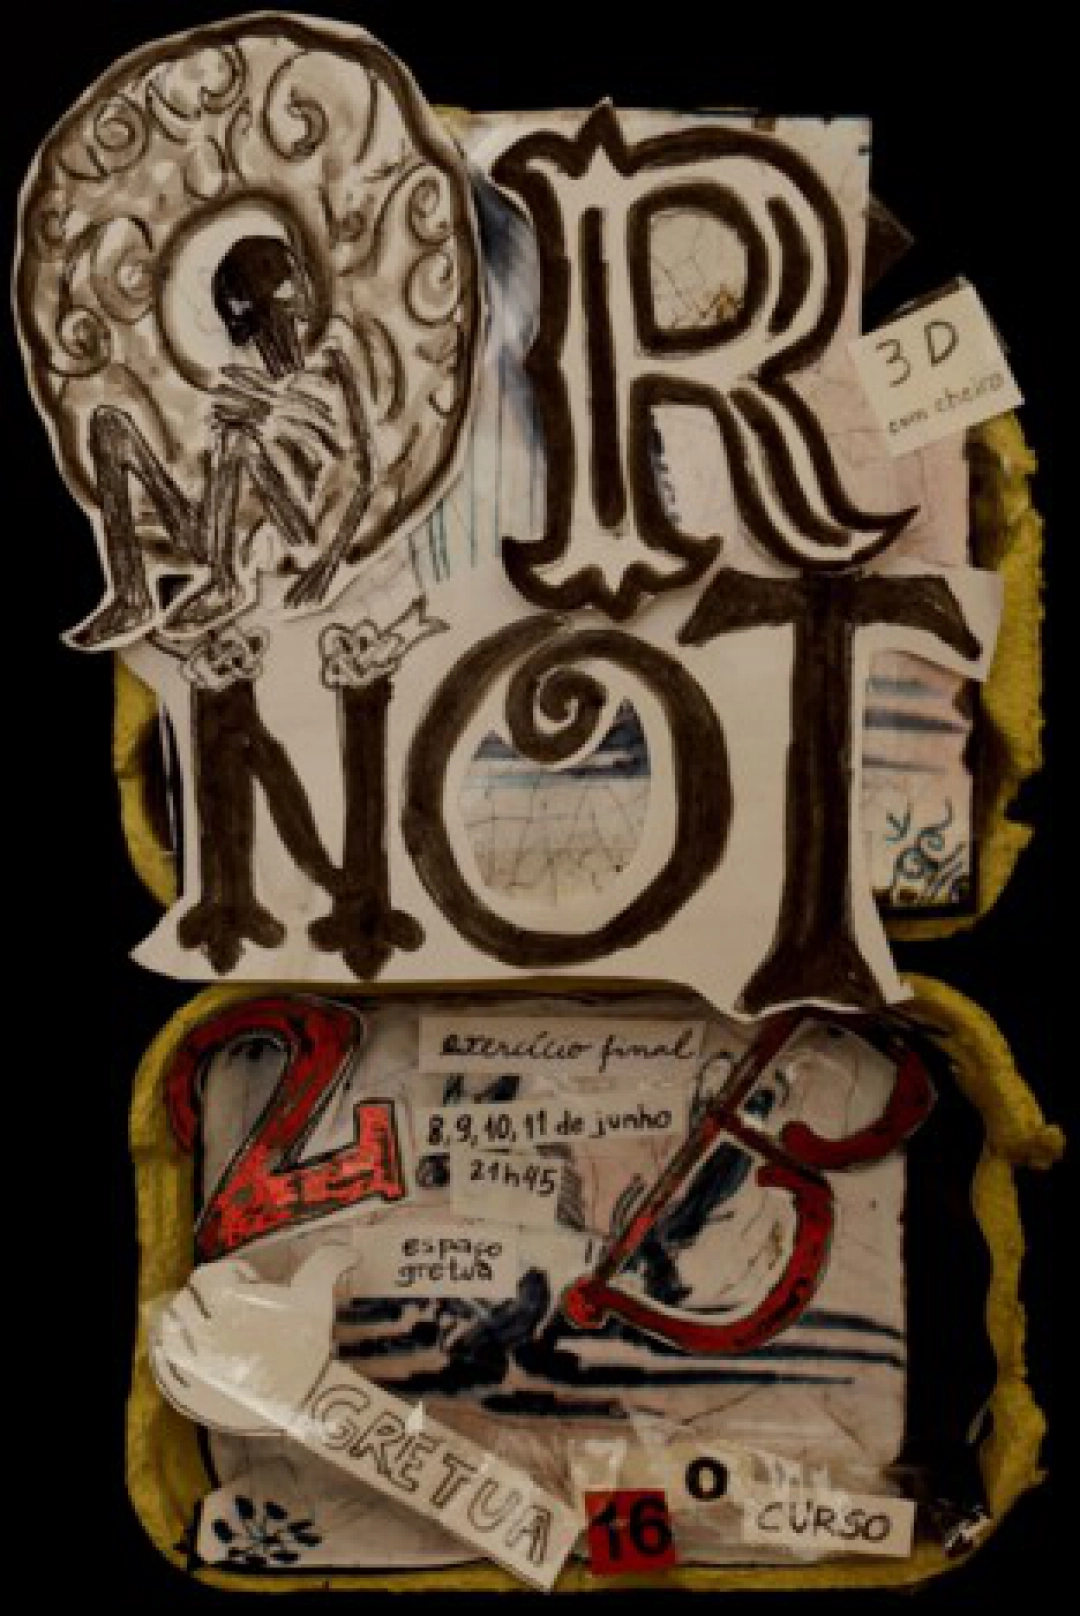 OR
3D
com cheiro
NOT
2 B
exercício final
8, 9, 10, 11 de junho
21h45
espaço
gretua
GRETUA
16 o CURSO